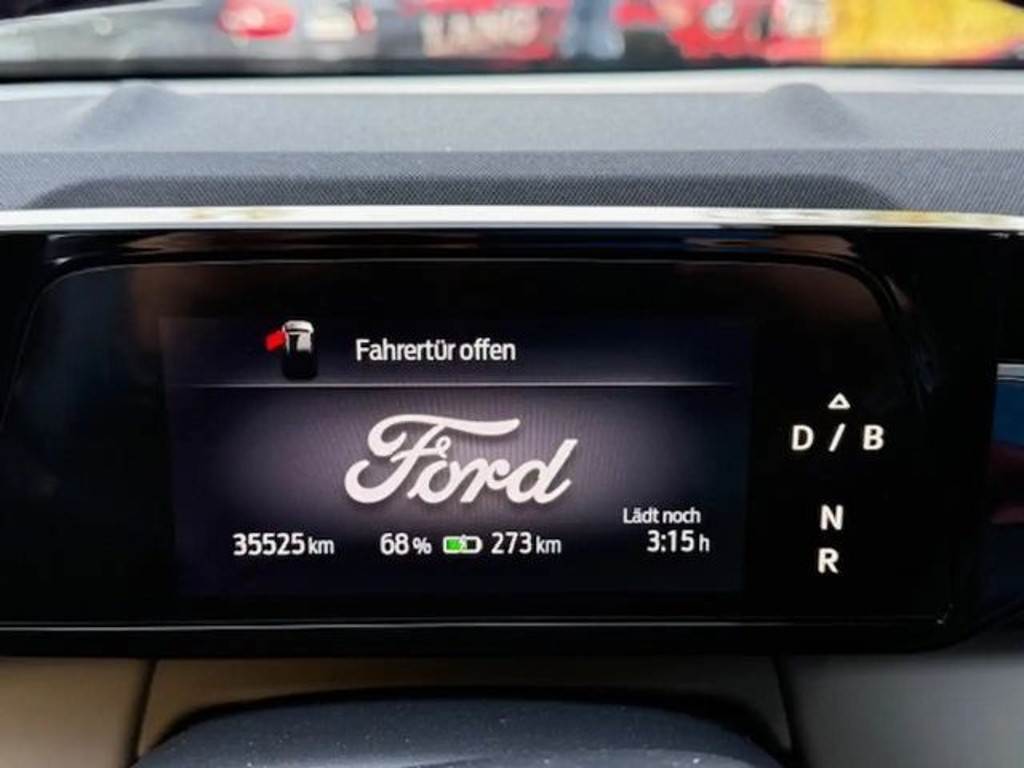 Fahrertür offen
Ford
Lädt noch
35525 km 68 % 273 km 3:15 h
D / B
N
R